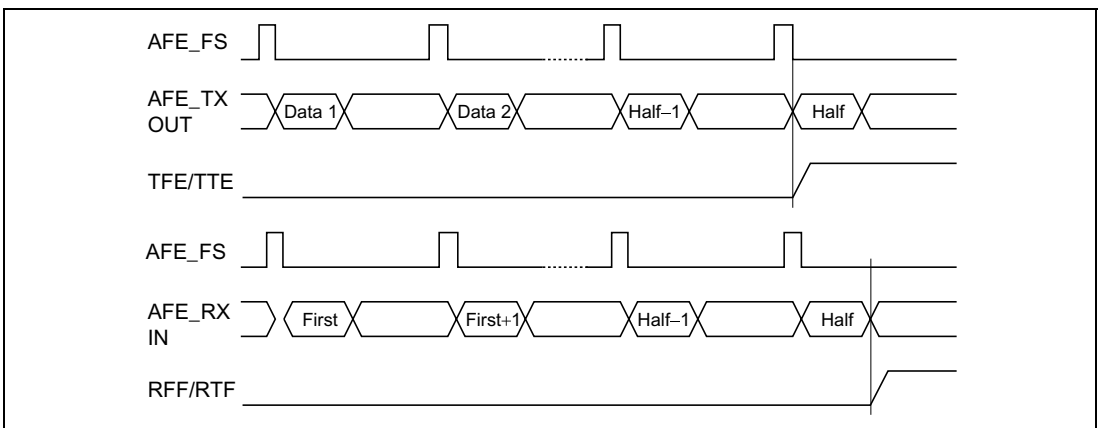 AFE_FS
AFE_TX
OUT
Data 1
Data 2
Half–1
Half
TFE/TTE
AFE_FS
AFE_RX
IN
First
First+1
Half–1
Half
RFF/RTF